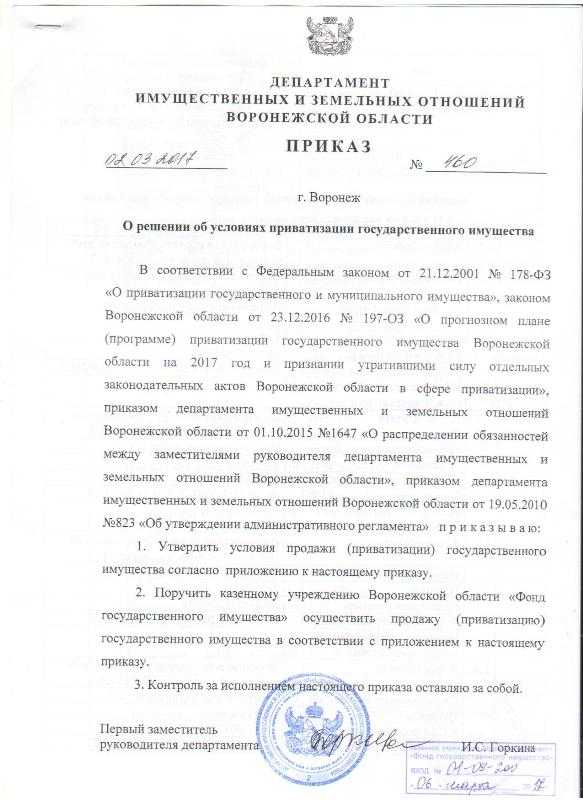 ДЕПАРТАМЕНТ
ИМУЩЕСТВЕННЫХ И ЗЕМЕЛЬНЫХ ОТНОШЕНИЙ
ВОРОНЕЖСКОЙ ОБЛАСТИ
ПРИКАЗ
02 03 2017 № 460
г. Воронеж
О решении об условиях приватизации государственного имущества
В соответствии с Федеральным законом от 21.12.2001 № 178-ФЗ
«О приватизации государственного и муниципального имущества», законом
Воронежской области от 23.12.2016 № 197-ОЗ «О прогнозном плане
(программе) приватизации государственного имущества Воронежской
области на 2017 год и признании утратившими силу отдельных
законодательных актов Воронежской области в сфере приватизации»,
приказом департамента имущественных и земельных отношений
Воронежской области от 01.10.2015 №1647 «О распределении обязанностей
между заместителями руководителя департамента имущественных и
земельных отношений Воронежской области», приказом департамента
имущественных и земельных отношений Воронежской области от 19.05.2010
№823 «Об утверждении административного регламента» п р и к а з ы в а ю:
1. Утвердить условия продажи (приватизации) государственного
имущества согласно приложению к настоящему приказу.
2. Поручить казенному учреждению Воронежской области «Фонд
государственного имущества» осуществить продажу (приватизацию)
государственного имущества в соответствии с приложением к настоящему
приказу.
3. Контроль за исполнением настоящего приказа оставляю за собой.
Первый заместитель
руководителя департамента И.С. Горкина
«Фонд государственного имущества»
ВХОД. №
«06» марта 2017
2